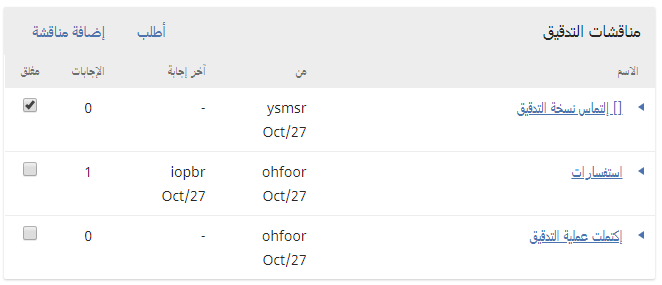 مناقشات التدقيق أطلب إضافة مناقشة
الاسم من آخر إجابة الإجابات مغلق
[] إلتماس نسخة التدقيق ysmsr - 0
Oct/27
استفسارات ohfoor iopbr 1
Oct/27 Oct/27
إكتملت عملية التدقيق ohfoor - 0
Oct/27